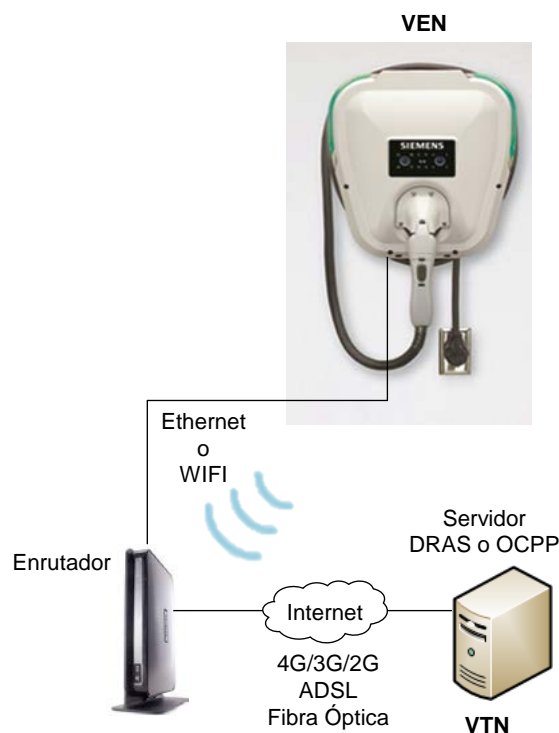 VEN
SIEMENS
Ethernet
o
WIFI
Servidor
DRAS o OCPP
Enrutador
Internet
4G/3G/2G
ADSL
Fibra Óptica
VTN